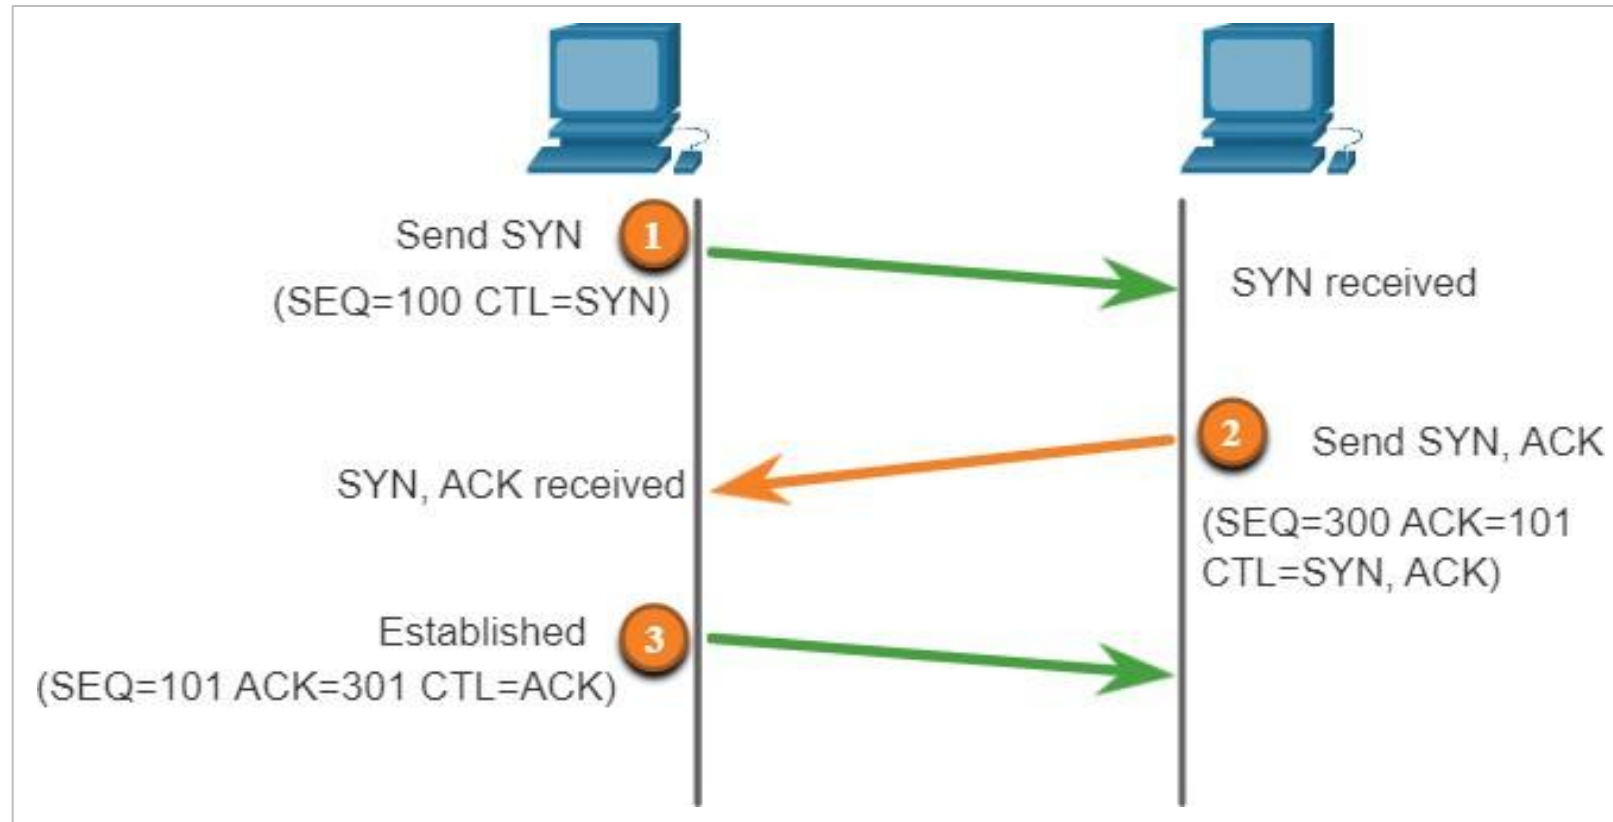 Send SYN
1
(SEQ=100 CTL=SYN)
SYN received
2
Send SYN, ACK
SYN, ACK received
(SEQ=300 ACK=101
CTL=SYN, ACK)
Established
3
(SEQ=101 ACK=301 CTL=ACK)